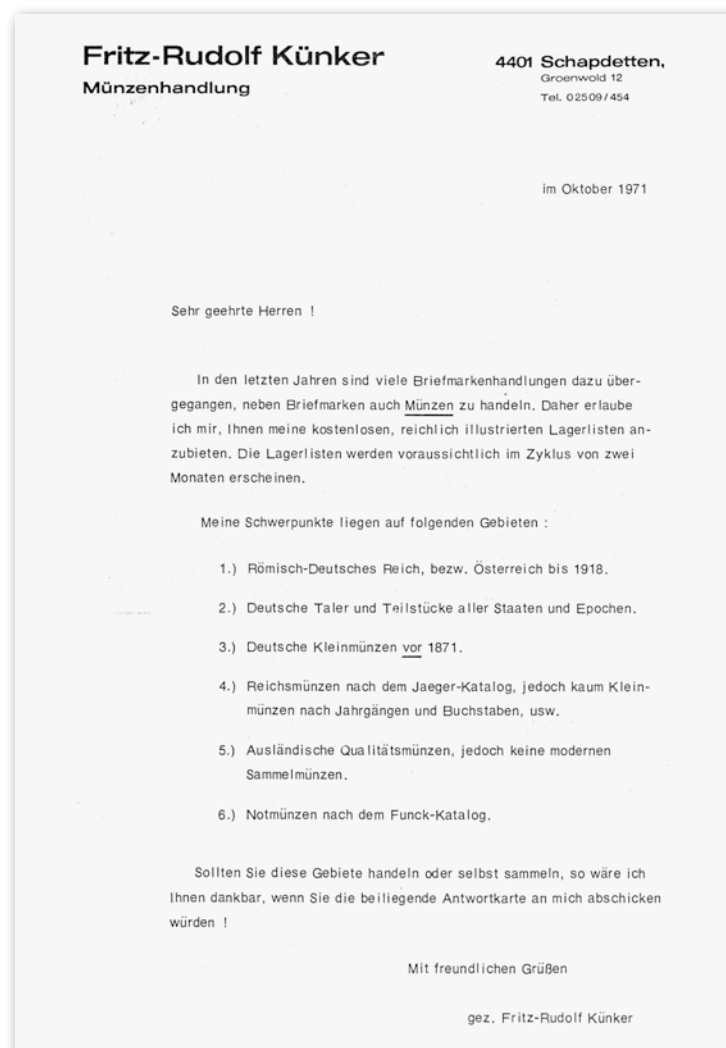 Fritz-Rudolf Künker
Münzenhandlung
4401 Schapdetten,
Groenwold 12
Tel. 02509/454
im Oktober 1971
Sehr geehrte Herren !
In den letzten Jahren sind viele Briefmarkenhandlungen dazu über-
gegangen, neben Briefmarken auch Münzen zu handeln. Daher erlaube
ich mir, Ihnen meine kostenlosen, reichlich illustrierten Lagerlisten an-
zubieten. Die Lagerlisten werden voraussichtlich im Zyklus von zwei
Monaten erscheinen.
Meine Schwerpunkte liegen auf folgenden Gebieten :
1.) Römisch-Deutsches Reich, bezw. Österreich bis 1918.
2.) Deutsche Taler und Teilstücke aller Staaten und Epochen.
3.) Deutsche Kleinmünzen vor 1871.
4.) Reichsmünzen nach dem Jaeger-Katalog, jedoch kaum Klein-
münzen nach Jahrgängen und Buchstaben, usw.
5.) Ausländische Qualitätsmünzen, jedoch keine modernen
Sammelmünzen.
6.) Notmünzen nach dem Funck-Katalog.
Sollten Sie diese Gebiete handeln oder selbst sammeln, so wäre ich
Ihnen dankbar, wenn Sie die beiliegende Antwortkarte an mich abschicken
würden !
Mit freundlichen Grüßen
gez. Fritz-Rudolf Künker